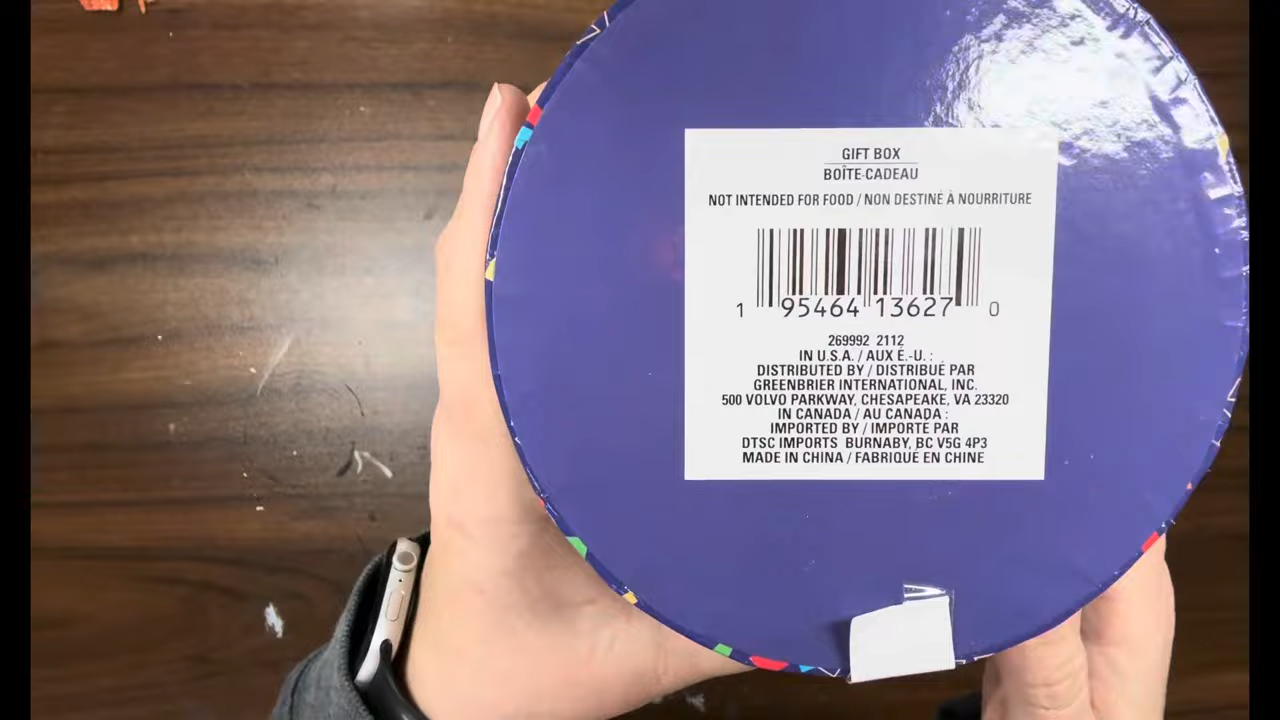 GIFT BOX
BOÎTE-CADEAU
NOT INTENDED FOR FOOD / NON DESTINÉ À NOURRITURE
1 95464 13627 0
269992 2112
IN U.S.A. / AUX É.-U. :
DISTRIBUTED BY / DISTRIBUÉ PAR
GREENBRIER INTERNATIONAL, INC.
500 VOLVO PARKWAY, CHESAPEAKE, VA 23320
IN CANADA / AU CANADA :
IMPORTED BY / IMPORTE PAR
DTSC IMPORTS BURNABY, BC V5G 4P3
MADE IN CHINA / FABRIQUÉ EN CHINE